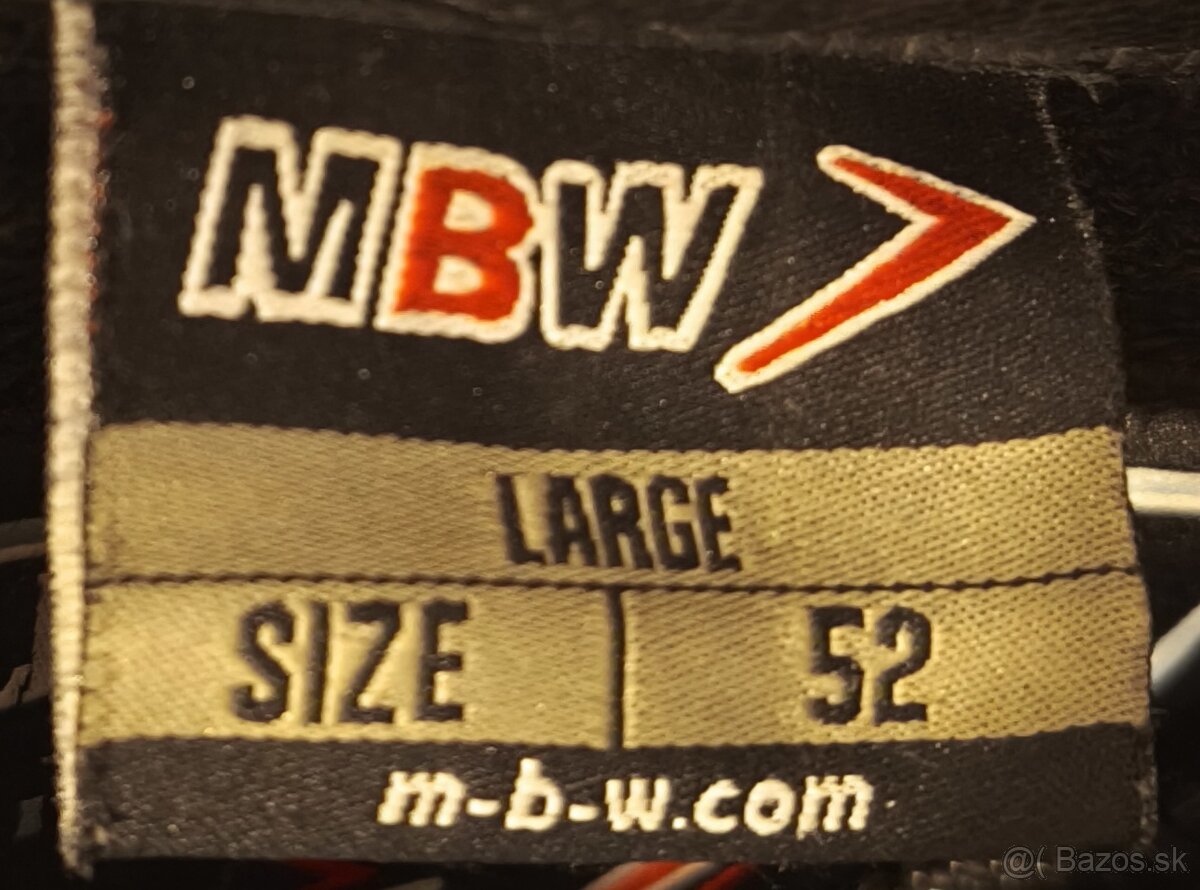 MBW
LARGE
SIZE 52
m-b-w.com
@( Bazos.sk